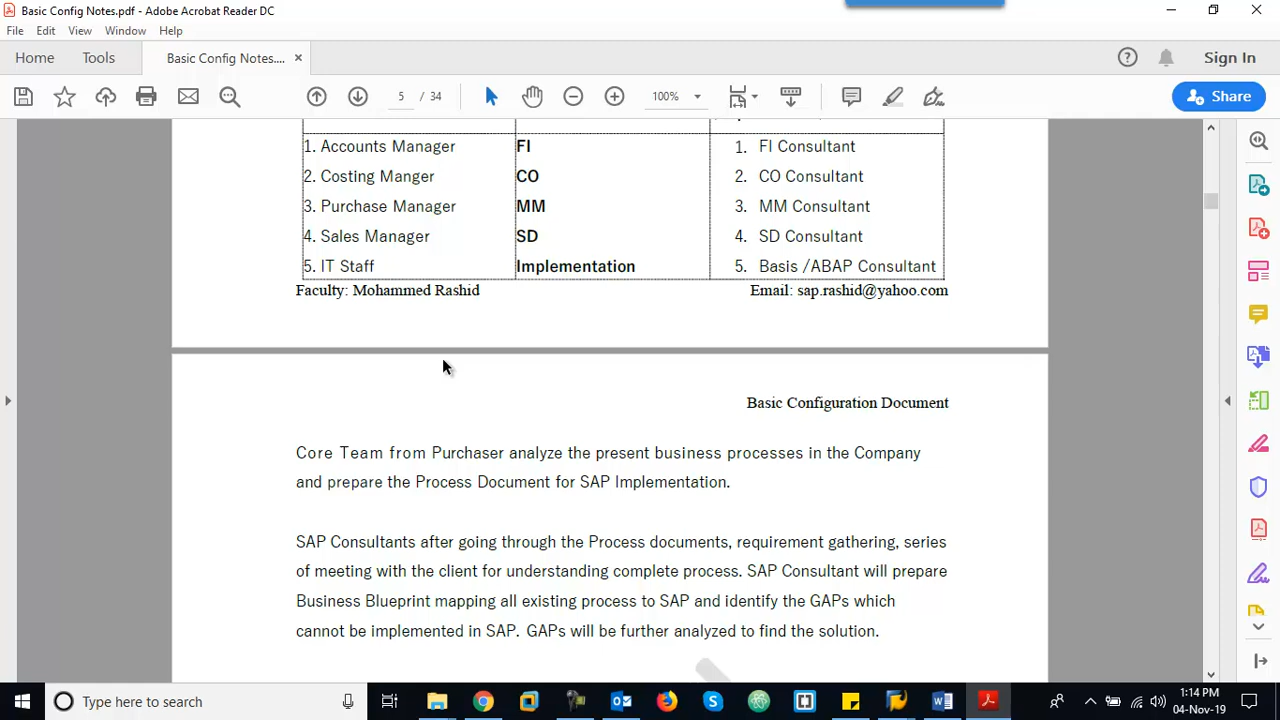 Basic Config Notes.pdf - Adobe Acrobat Reader DC
File Edit View Window Help
Home Tools Basic Config Notes.... Sign In
5 / 34 100% Share
1. Accounts Manager FI 1. FI Consultant
2. Costing Manger CO 2. CO Consultant
3. Purchase Manager MM 3. MM Consultant
4. Sales Manager SD 4. SD Consultant
5. IT Staff Implementation 5. Basis /ABAP Consultant
Faculty: Mohammed Rashid Email: sap.rashid@yahoo.com
Basic Configuration Document
Core Team from Purchaser analyze the present business processes in the Company
and prepare the Process Document for SAP Implementation.
SAP Consultants after going through the Process documents, requirement gathering, series
of meeting with the client for understanding complete process. SAP Consultant will prepare
Business Blueprint mapping all existing process to SAP and identify the GAPs which
cannot be implemented in SAP. GAPs will be further analyzed to find the solution.
Type here to search
1:14 PM
04-Nov-19